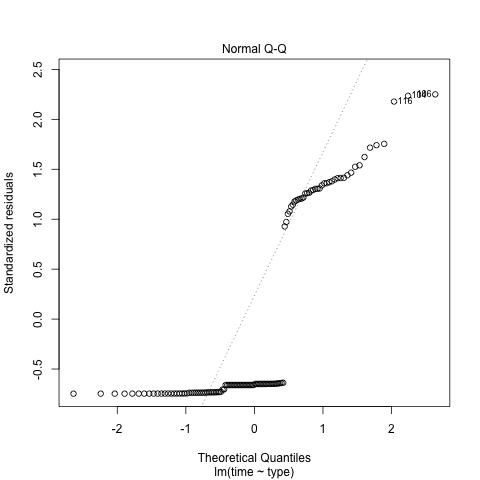 Normal Q-Q
2.5
2.0
1.5
1.0
0.5
0.0
-0.5
Standardized residuals
116
-2 -1 0 1 2
Theoretical Quantiles
lm(time ~ type)